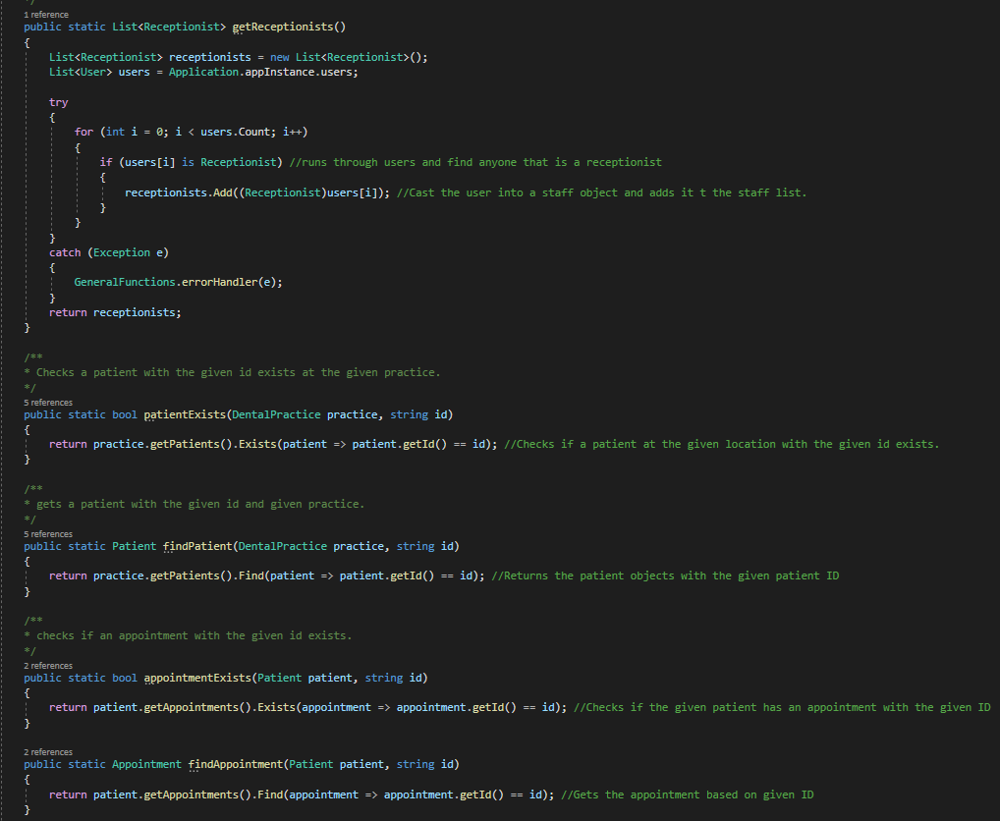 */
1 reference
public static List<Receptionist> getReceptionists()
{
List<Receptionist> receptionists = new List<Receptionist>();
List<User> users = Application.appInstance.users;
try
{
for (int i = 0; i < users.Count; i++)
{
if (users[i] is Receptionist) //runs through users and find anyone that is a receptionist
{
receptionists.Add((Receptionist)users[i]); //Cast the user into a staff object and adds it t the staff list.
}
}
}
catch (Exception e)
{
GeneralFunctions.errorHandler(e);
}
return receptionists;
}
/**
* Checks a patient with the given id exists at the given practice.
*/
5 references
public static bool patientExists(DentalPractice practice, string id)
{
return practice.getPatients().Exists(patient => patient.getId() == id); //Checks if a patient at the given location with the given id exists.
}
/**
* gets a patient with the given id and given practice.
*/
5 references
public static Patient findPatient(DentalPractice practice, string id)
{
return practice.getPatients().Find(patient => patient.getId() == id); //Returns the patient objects with the given patient ID
}
/**
* checks if an appointment with the given id exists.
*/
2 references
public static bool appointmentExists(Patient patient, string id)
{
return patient.getAppointments().Exists(appointment => appointment.getId() == id); //Checks if the given patient has an appointment with the given ID
}
2 references
public static Appointment findAppointment(Patient patient, string id)
{
return patient.getAppointments().Find(appointment => appointment.getId() == id); //Gets the appointment based on given ID
}